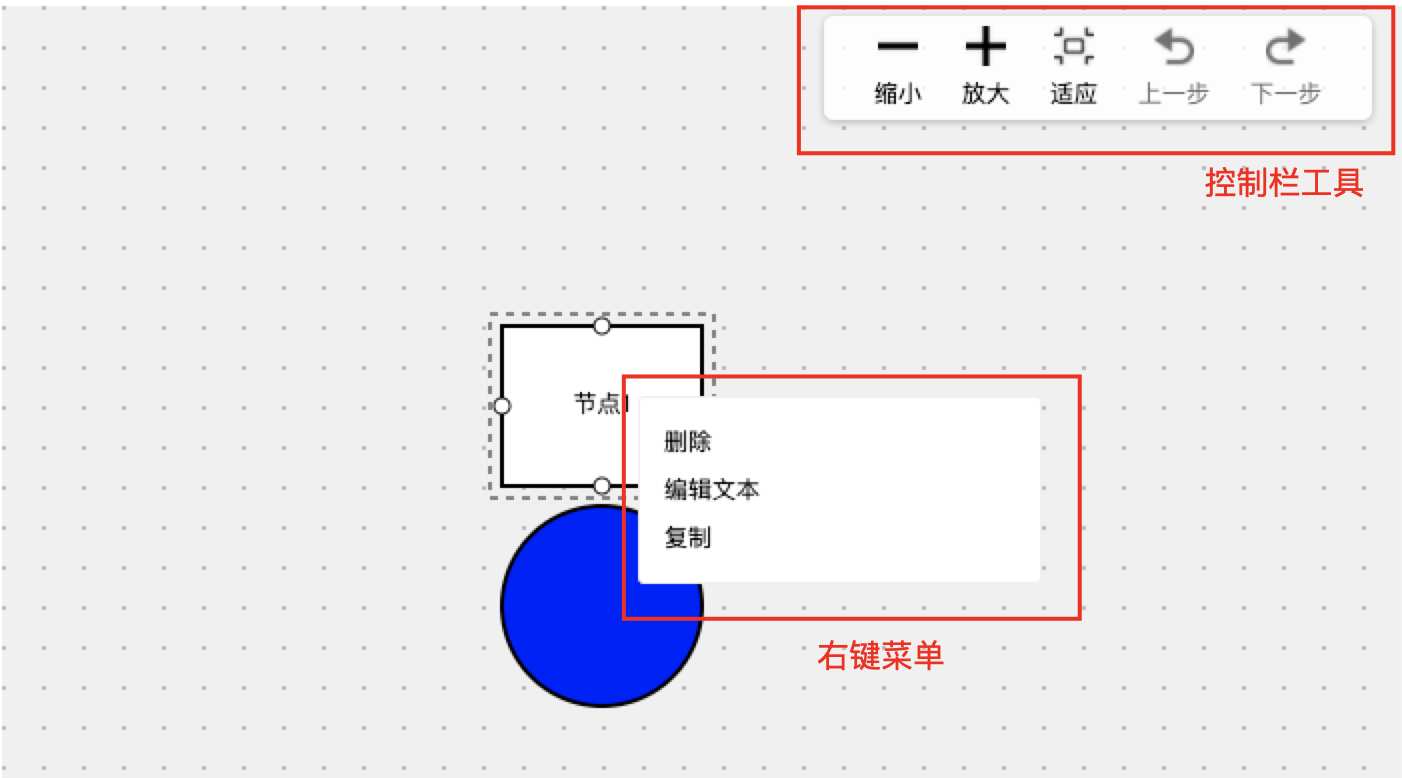 缩小 放大 适应 上一步 下一步
控制栏工具
节点1
删除
编辑文本
复制
右键菜单